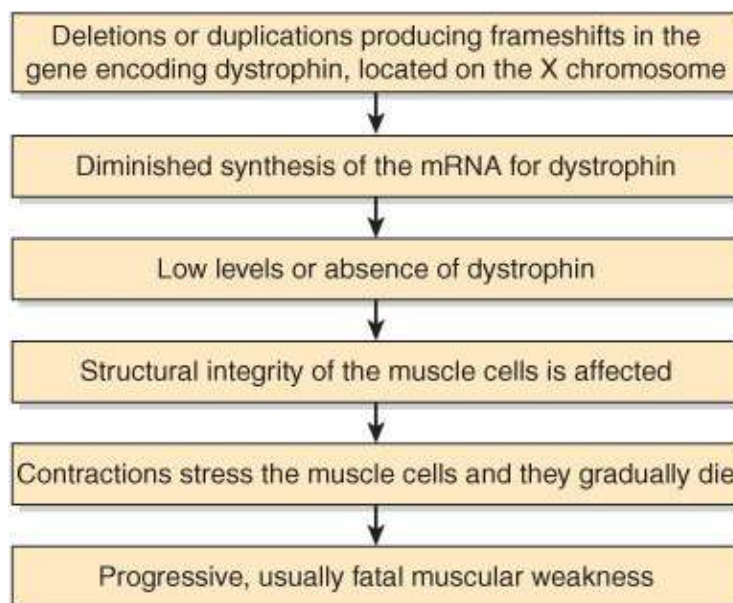 Deletions or duplications producing frameshifts in the
gene encoding dystrophin, located on the X chromosome
Diminished synthesis of the mRNA for dystrophin
Low levels or absence of dystrophin
Structural integrity of the muscle cells is affected
Contractions stress the muscle cells and they gradually die
Progressive, usually fatal muscular weakness